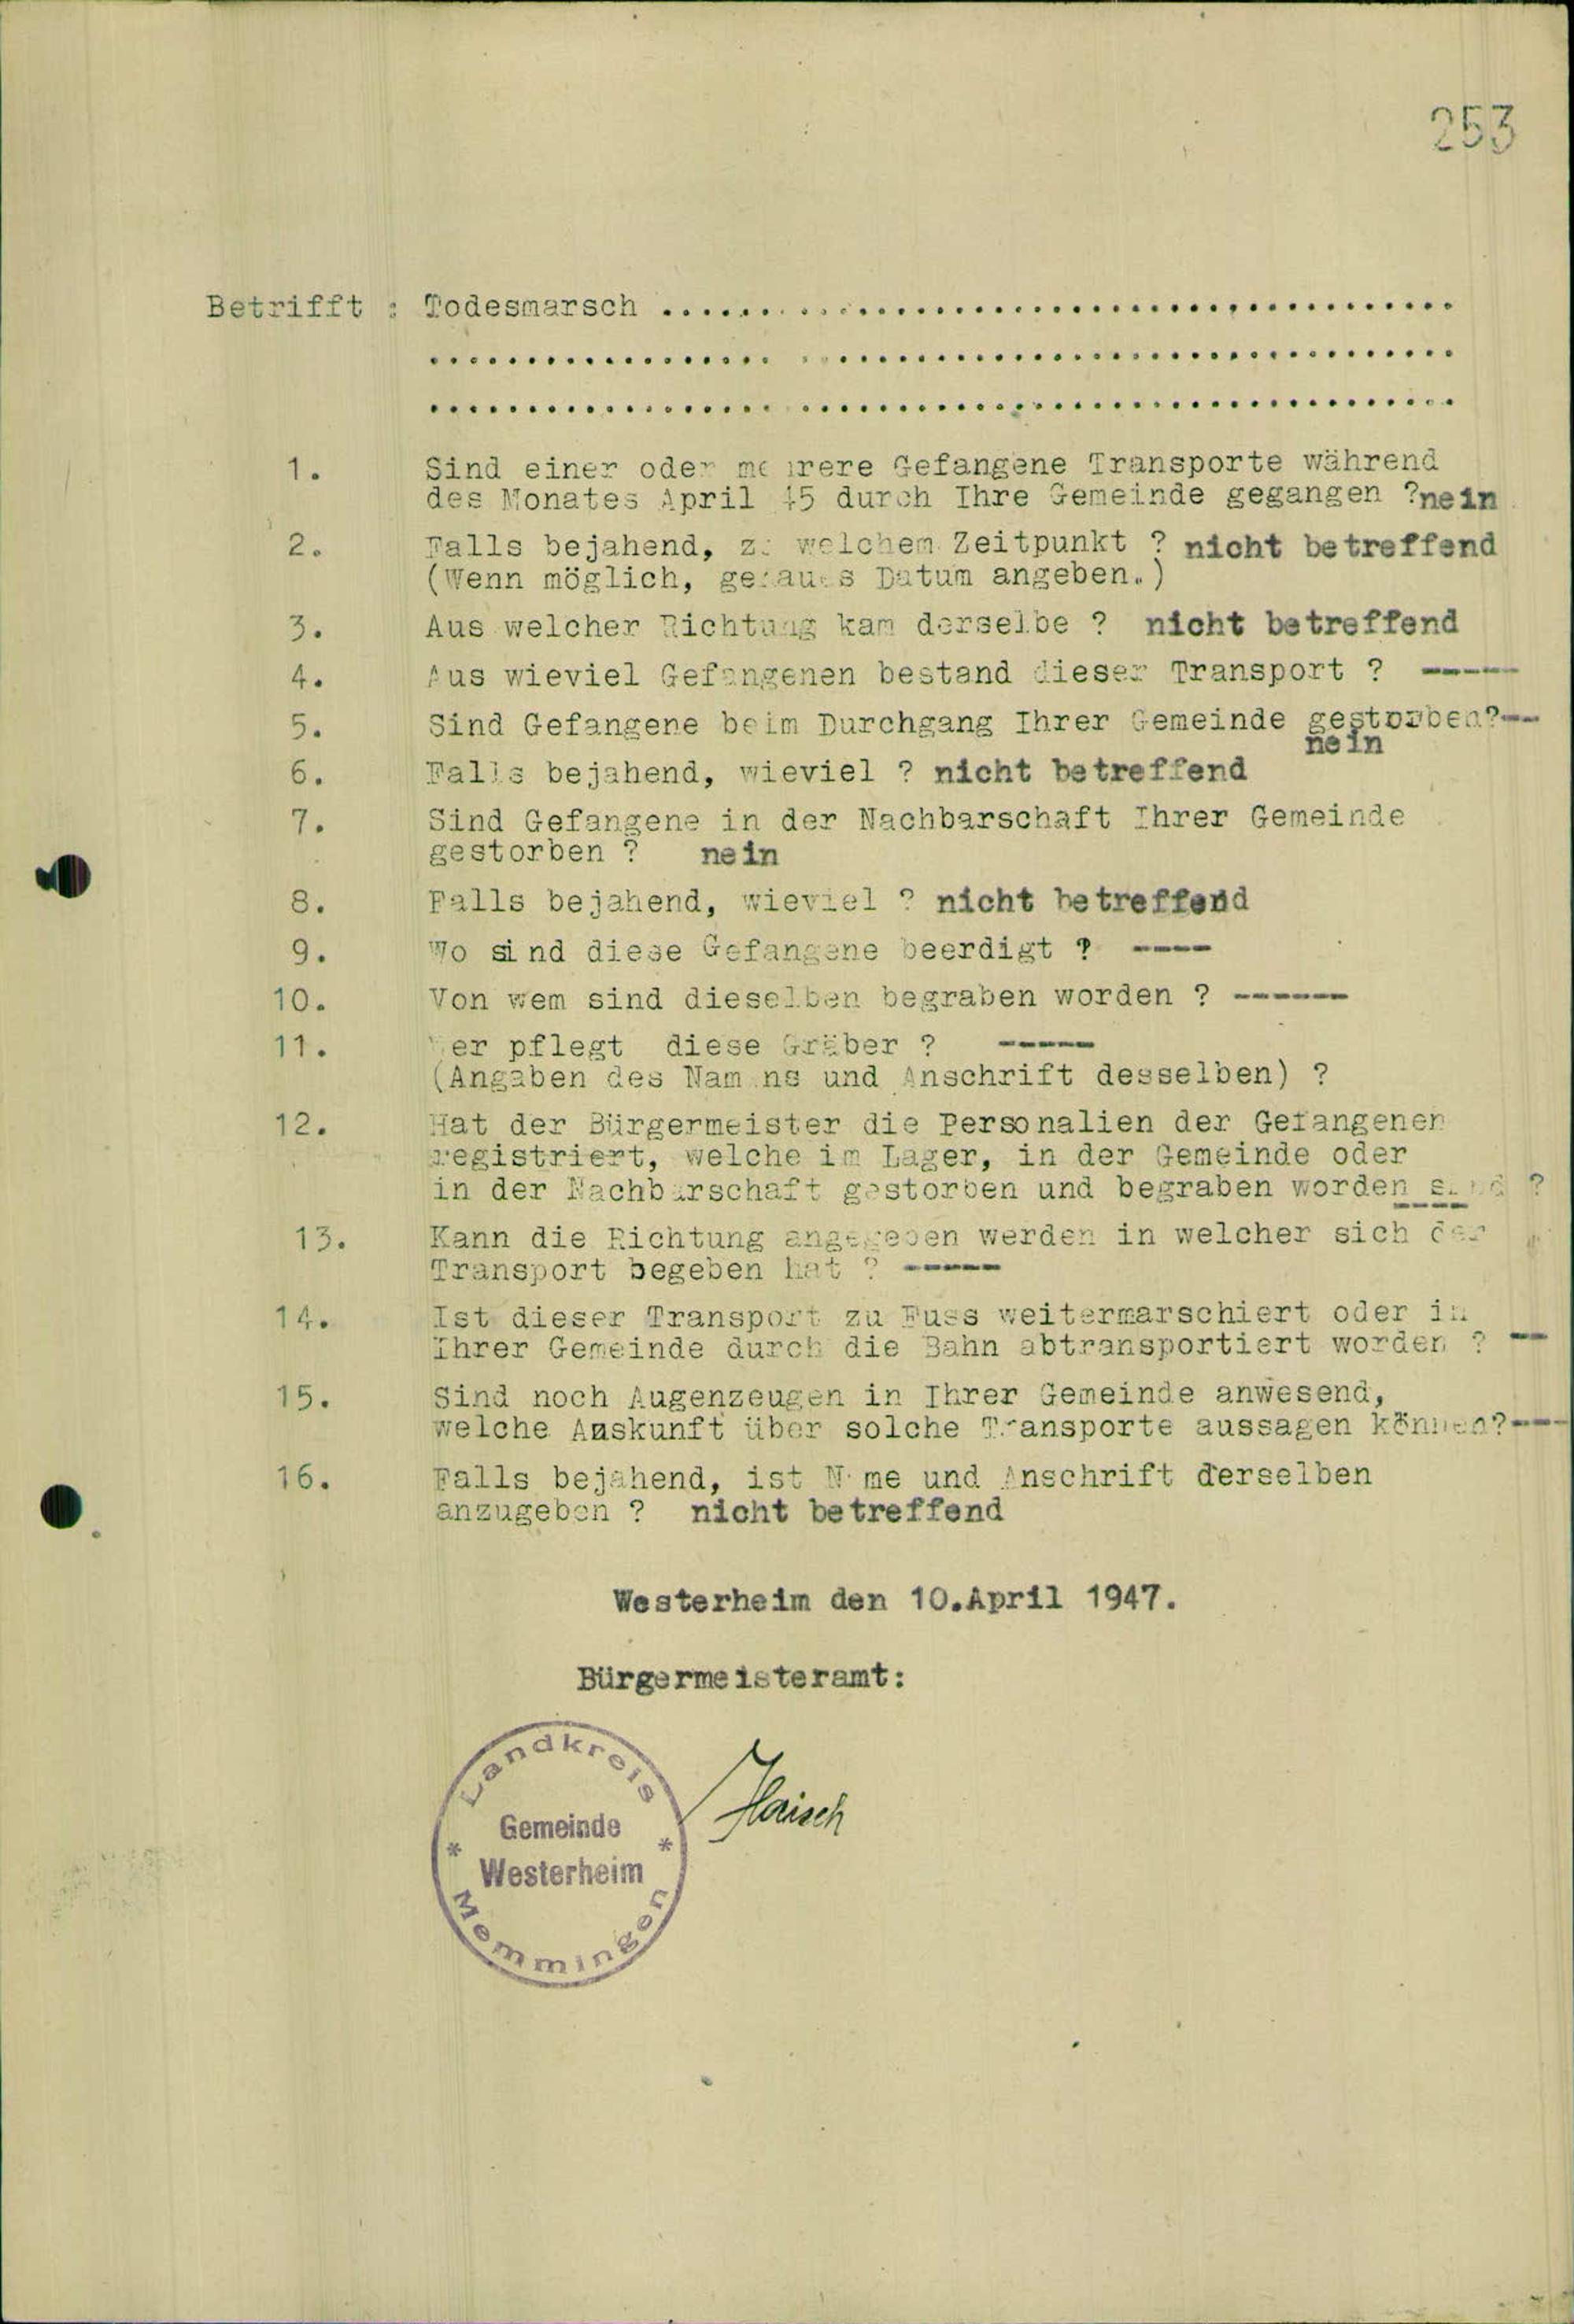 253
Betrifft : Todesmarsch ..........................................
......................................................
......................................................
1. Sind einer oder mehrere Gefangene Transporte während
des Monates April 45 durch Ihre Gemeinde gegangen ?nein
2. Falls bejahend, zu welchem Zeitpunkt ? nicht betreffend
(Wenn möglich, genaues Datum angeben.)
3. Aus welcher Richtung kam derselbe ? nicht betreffend
4. Aus wieviel Gefangenen bestand dieser Transport ? -----
5. Sind Gefangene beim Durchgang Ihrer Gemeinde gestorben?--
nein
6. Falls bejahend, wieviel ? nicht betreffend
7. Sind Gefangene in der Nachbarschaft Ihrer Gemeinde
gestorben ? nein
8. Falls bejahend, wieviel ? nicht betreffend
9. Wo sind diese Gefangene beerdigt ? ----
10. Von wem sind dieselben begraben worden ? ------
11. Wer pflegt diese Gräber ? -----
(Angaben des Namens und Anschrift desselben) ?
12. Hat der Bürgermeister die Personalien der Gefangenen
registriert, welche im Lager, in der Gemeinde oder
in der Nachbarschaft gestorben und begraben worden sind ?
----
13. Kann die Richtung angegeben werden in welcher sich der
Transport begeben hat ? -----
14. Ist dieser Transport zu Fuss weitermarschiert oder in
Ihrer Gemeinde durch die Bahn abtransportiert worden ? --
15. Sind noch Augenzeugen in Ihrer Gemeinde anwesend,
welche Auskunft über solche Transporte aussagen können?---
16. Falls bejahend, ist Name und Anschrift derselben
anzugeben ? nicht betreffend
Westerheim den 10.April 1947.
Bürgermeisteramt:
Landkreis
Gemeinde
Westerheim
Memmingen
Haisch